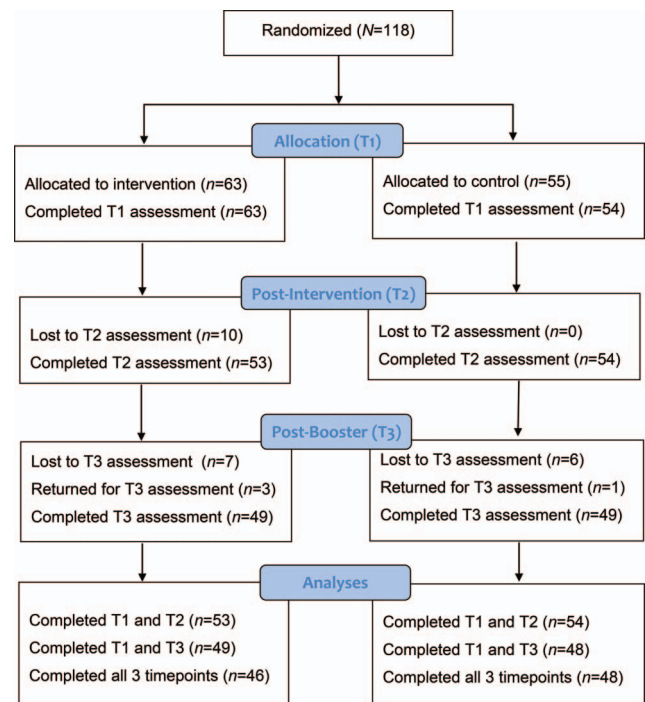 Randomized (N=118)
Allocation (T1)
Allocated to intervention (n=63)
Completed T1 assessment (n=63)
Allocated to control (n=55)
Completed T1 assessment (n=54)
Post-Intervention (T2)
Lost to T2 assessment (n=10)
Completed T2 assessment (n=53)
Lost to T2 assessment (n=0)
Completed T2 assessment (n=54)
Post-Booster (T3)
Lost to T3 assessment (n=7)
Returned for T3 assessment (n=3)
Completed T3 assessment (n=49)
Lost to T3 assessment (n=6)
Returned for T3 assessment (n=1)
Completed T3 assessment (n=49)
Analyses
Completed T1 and T2 (n=53)
Completed T1 and T3 (n=49)
Completed all 3 timepoints (n=46)
Completed T1 and T2 (n=54)
Completed T1 and T3 (n=48)
Completed all 3 timepoints (n=48)